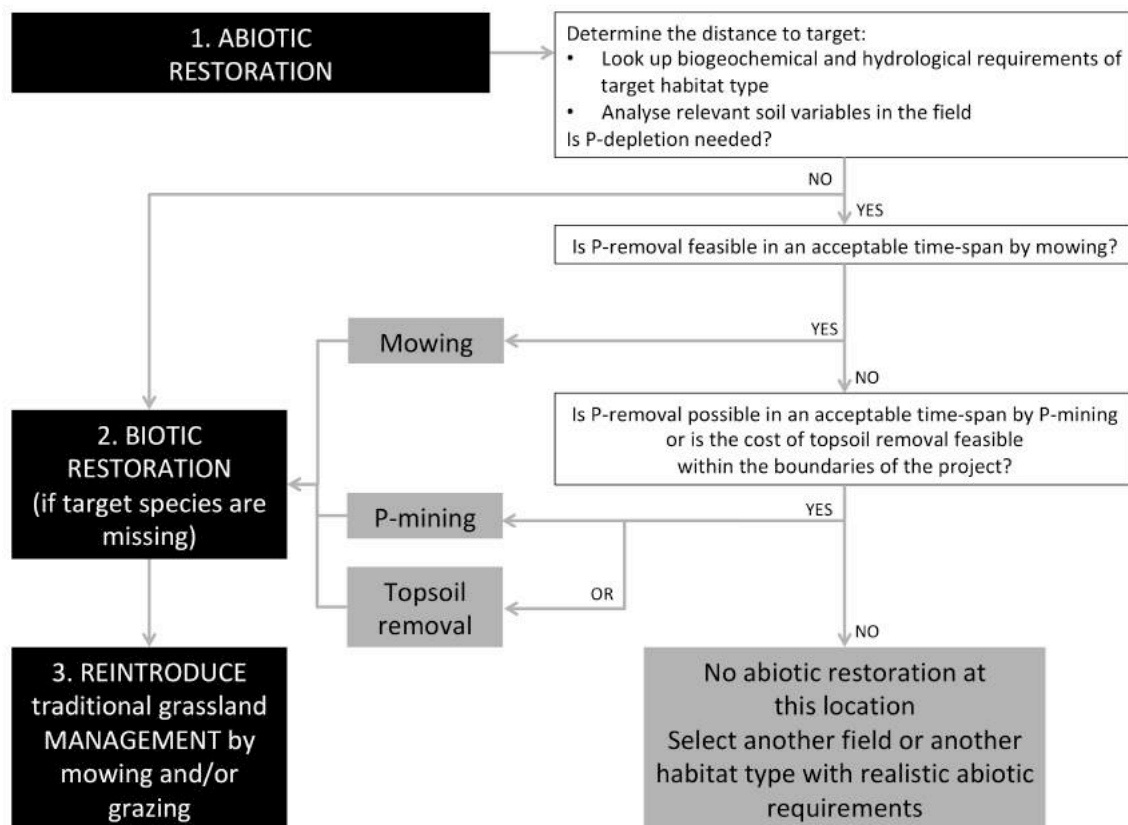 1. ABIOTIC
RESTORATION
Determine the distance to target:
• Look up biogeochemical and hydrological requirements of
target habitat type
• Analyse relevant soil variables in the field
Is P-depletion needed?
NO
YES
Is P-removal feasible in an acceptable time-span by mowing?
Mowing
YES
NO
Is P-removal possible in an acceptable time-span by P-mining
or is the cost of topsoil removal feasible
within the boundaries of the project?
2. BIOTIC
RESTORATION
(if target species are
missing)
P-mining
YES
Topsoil
removal
OR
NO
3. REINTRODUCE
traditional grassland
MANAGEMENT by
mowing and/or
grazing
No abiotic restoration at
this location
Select another field or another
habitat type with realistic abiotic
requirements